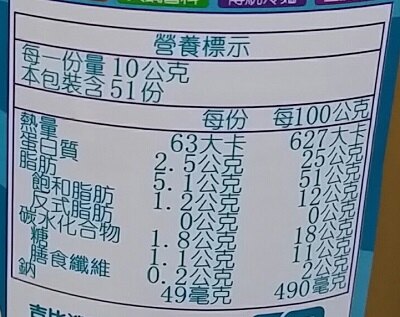 營養標示
每一份量 10公克
本包裝含 51份
每份 每100公克
熱量 63大卡 627大卡
蛋白質 2.5公克 25公克
脂肪 5.1公克 51公克
飽和脂肪 1.2公克 12公克
反式脂肪 0公克 0公克
碳水化合物 1.8公克 18公克
糖 1.1公克 11公克
膳食纖維 0.2公克 2公克
鈉 49毫克 490毫克